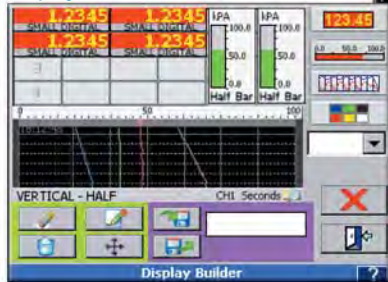 1.2345 1.2345 kPA kPA 123.45
SMALL DIGITAL SMALL DIGITAL 100.0 100.0
1.2345 1.2345
SMALL DIGITAL SMALL DIGITAL 50.0 50.0 0.0 50.0 100.0
0.0 0.0
Half Bar Half Bar
0 50 100
VERTICAL - HALF CH1 Seconds
Display Builder ?